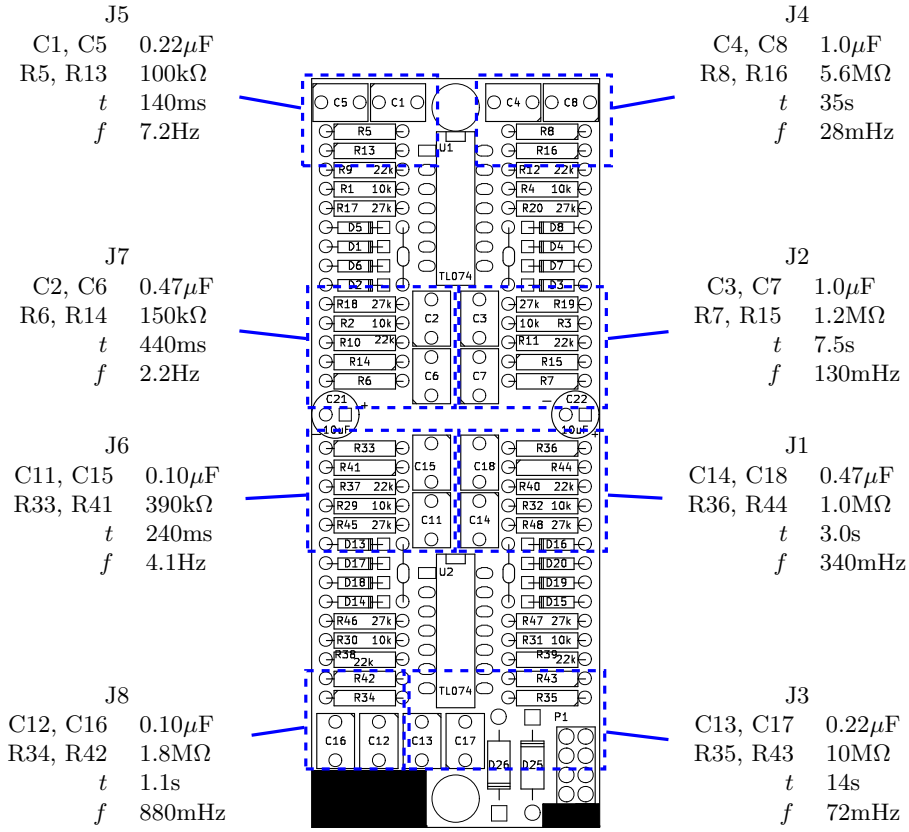 J5
C1, C5 0.22μF
R5, R13 100kΩ
t 140ms
f 7.2Hz
J4
C4, C8 1.0μF
R8, R16 5.6MΩ
t 35s
f 28mHz
J7
C2, C6 0.47μF
R6, R14 150kΩ
t 440ms
f 2.2Hz
J2
C3, C7 1.0μF
R7, R15 1.2MΩ
t 7.5s
f 130mHz
J6
C11, C15 0.10μF
R33, R41 390kΩ
t 240ms
f 4.1Hz
J1
C14, C18 0.47μF
R36, R44 1.0MΩ
t 3.0s
f 340mHz
J8
C12, C16 0.10μF
R34, R42 1.8MΩ
t 1.1s
f 880mHz
J3
C13, C17 0.22μF
R35, R43 10MΩ
t 14s
f 72mHz
C5 C1 C4 C8
R5 R8
R13 U1 R16
R9 22k R12 22k
R1 10k R4 10k
R17 27k R20 27k
D5 D8
D1 D4
D6 D7
D2 TL074 D3
R18 27k 27k R19
R2 10k C2 C3 10k R3
R10 22k R11 22k
R14 R15
R6 C6 C7 R7
C21 C22
+ −
10uF 10uF +
R33 R36
R41 C15 C18 R44
R37 22k R40 22k
R29 10k R32 10k
R45 27k C11 C14 R48 27k
D13 D16
D17 D20
D18 U2 D19
D14 D15
R46 27k R47 27k
R30 10k R31 10k
R38 22k R39 22k
R42 R43
R34 TL074 R35
P1
C16 C12 C13 C17
D26 D25